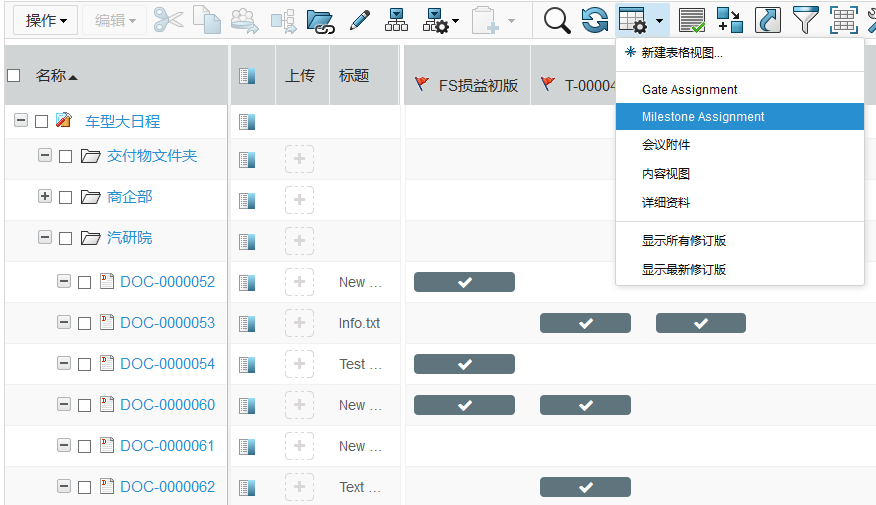 操作
编辑
新建表格视图...
Gate Assignment
Milestone Assignment
会议附件
内容视图
详细资料
显示所有修订版
显示最新修订版
名称
上传
标题
FS损益初版
T-0000
车型大日程
交付物文件夹
商企部
汽研院
DOC-0000052
New ...
DOC-0000053
Info.txt
DOC-0000054
Test ...
DOC-0000060
New ...
DOC-0000061
New ...
DOC-0000062
Text ...